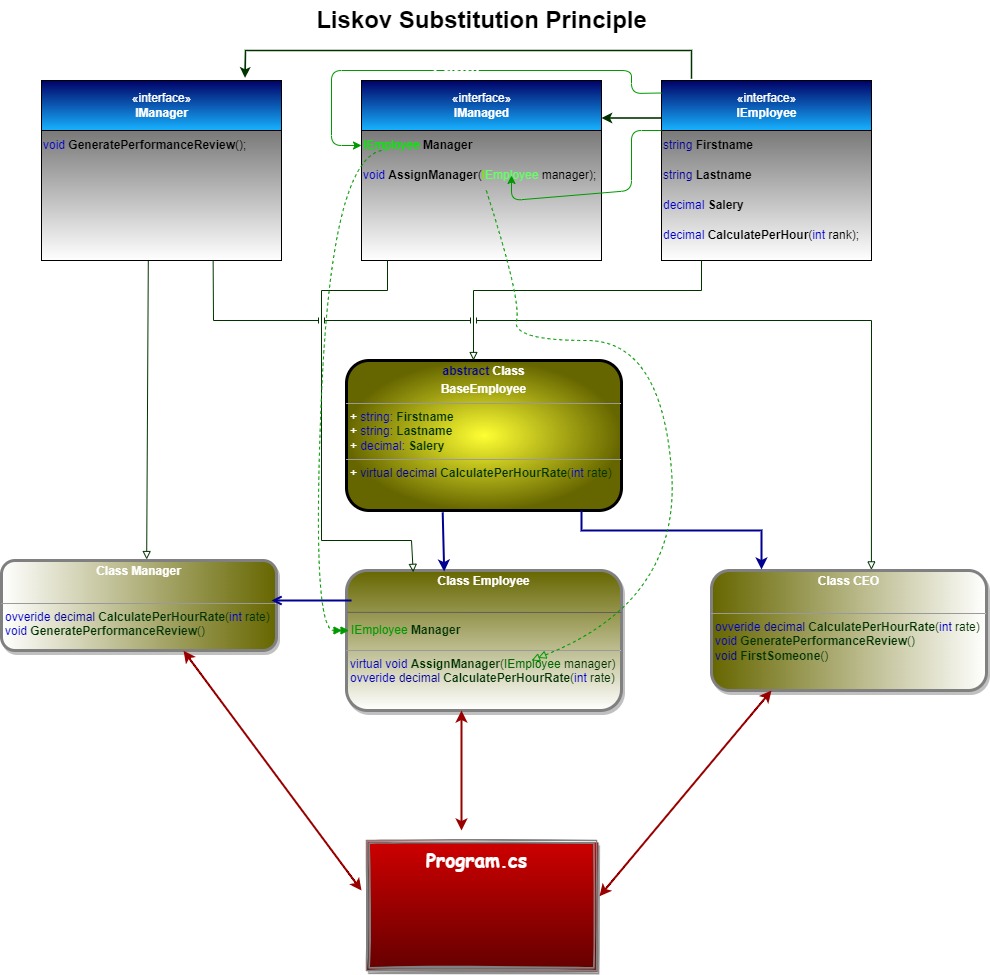 Liskov Substitution Principle
«interface»
IManager
void GeneratePerformanceReview();
«interface»
IManaged
IEmployee Manager
void AssignManager(IEmployee manager);
«interface»
IEmployee
string Firstname
string Lastname
decimal Salery
decimal CalculatePerHour(int rank);
abstract Class
BaseEmployee
+ string: Firstname
+ string: Lastname
+ decimal: Salery
+ virtual decimal CalculatePerHourRate(int rate)
Class Manager
ovveride decimal CalculatePerHourRate(int rate)
void GeneratePerformanceReview()
Class Employee
IEmployee Manager
virtual void AssignManager(IEmployee manager)
ovveride decimal CalculatePerHourRate(int rate)
Class CEO
ovveride decimal CalculatePerHourRate(int rate)
void GeneratePerformanceReview()
void FirstSomeone()
Program.cs